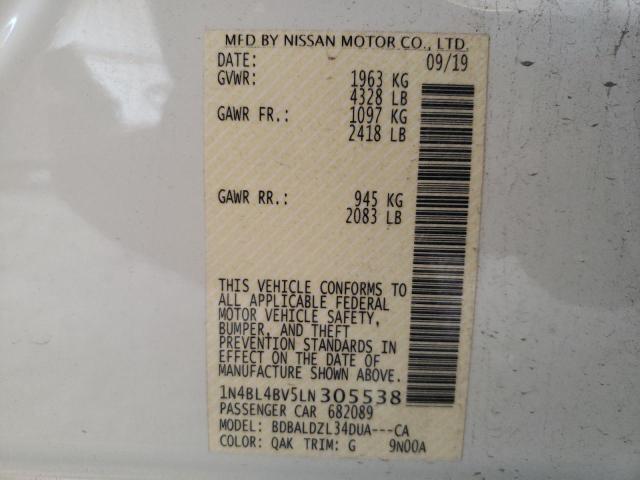 MFD BY NISSAN MOTOR CO., LTD.
DATE: 09/19
GVWR: 1963 KG
4328 LB
GAWR FR.: 1097 KG
2418 LB
GAWR RR.: 945 KG
2083 LB
THIS VEHICLE CONFORMS TO
ALL APPLICABLE FEDERAL
MOTOR VEHICLE SAFETY,
BUMPER, AND THEFT
PREVENTION STANDARDS IN
EFFECT ON THE DATE OF
MANUFACTURE SHOWN ABOVE.
1N4BL4BV5LN305538
PASSENGER CAR 682089
MODEL: BDBALDZL34DUA---CA
COLOR: QAK TRIM: G 9N00A